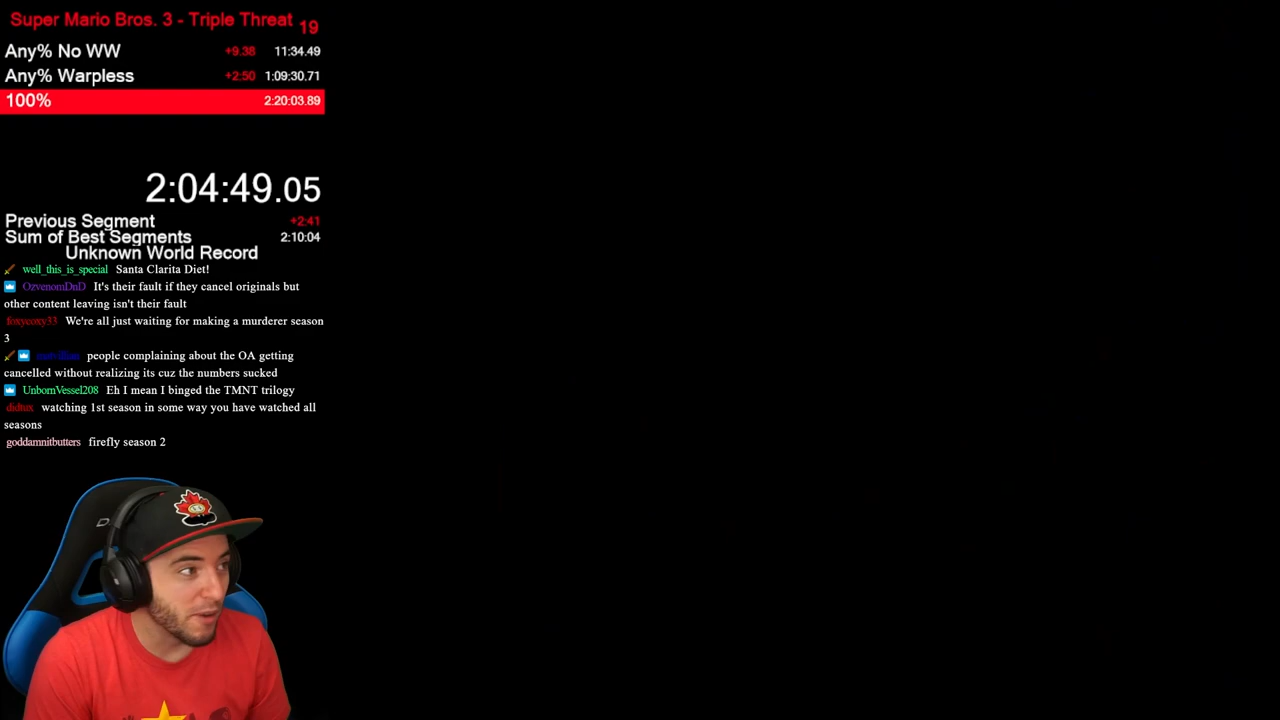 Super Mario Bros. 3 - Triple Threat 19
Any% No WW +9.38 11:34.49
Any% Warpless +2:50 1:09:30.71
100% 2:20:03.89
2:04:49.05
Previous Segment +2:41
Sum of Best Segments 2:10:04
Unknown World Record
well_this_is_special Santa Clarita Diet!
OzvenomDnD It's their fault if they cancel originals but
other content leaving isn't their fault
foxycoxy33 We're all just waiting for making a murderer season
3
people complaining about the OA getting
cancelled without realizing its cuz the numbers sucked
UnbornVessel208 Eh I mean I binged the TMNT trilogy
didtux watching 1st season in some way you have watched all
seasons
goddamnitbutters firefly season 2